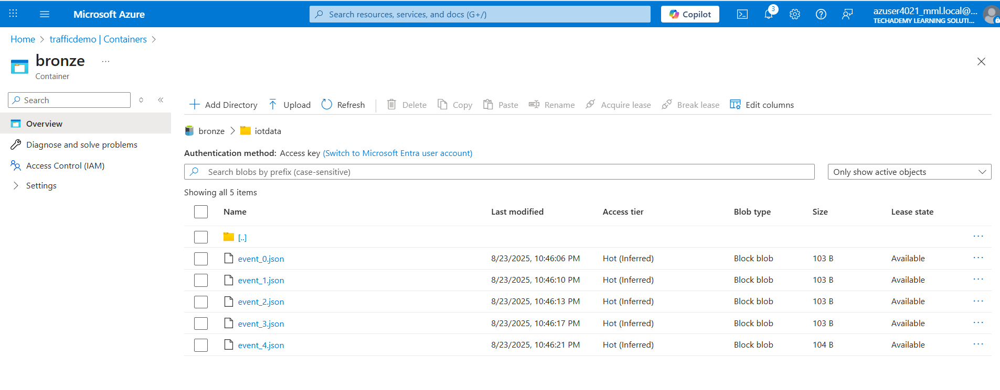 Microsoft Azure
Search resources, services, and docs (G+/)
Copilot
3
azuser4021_mml.local@...
TECHADEMY LEARNING SOLUTI...
Home > trafficdemo | Containers >
bronze ...
Container
Search
Overview
Diagnose and solve problems
Access Control (IAM)
Settings
Add Directory Upload Refresh Delete Copy Paste Rename Acquire lease Break lease Edit columns
bronze > iotdata
Authentication method: Access key (Switch to Microsoft Entra user account)
Search blobs by prefix (case-sensitive)
Only show active objects
Showing all 5 items
Name Last modified Access tier Blob type Size Lease state
[..] ...
event_0.json 8/23/2025, 10:46:06 PM Hot (Inferred) Block blob 103 B Available ...
event_1.json 8/23/2025, 10:46:10 PM Hot (Inferred) Block blob 103 B Available ...
event_2.json 8/23/2025, 10:46:13 PM Hot (Inferred) Block blob 103 B Available ...
event_3.json 8/23/2025, 10:46:17 PM Hot (Inferred) Block blob 103 B Available ...
event_4.json 8/23/2025, 10:46:21 PM Hot (Inferred) Block blob 104 B Available ...